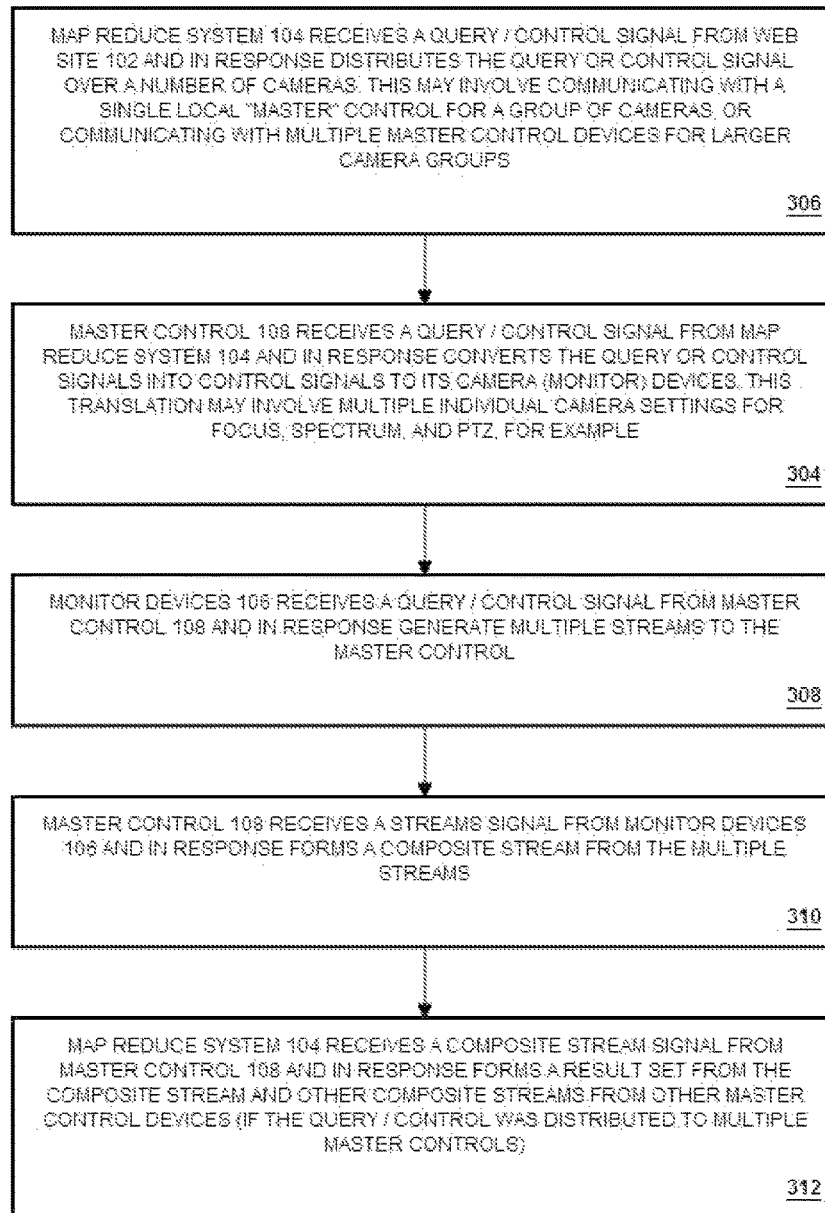 MAP REDUCE SYSTEM 104 RECEIVES A QUERY / CONTROL SIGNAL FROM WEB
SITE 102 AND IN RESPONSE DISTRIBUTES THE QUERY OR CONTROL SIGNAL
OVER A NUMBER OF CAMERAS. THIS MAY INVOLVE COMMUNICATING WITH A
SINGLE LOCAL "MASTER" CONTROL FOR A GROUP OF CAMERAS, OR
COMMUNICATING WITH MULTIPLE MASTER CONTROL DEVICES FOR LARGER
CAMERA GROUPS
306
MASTER CONTROL 108 RECEIVES A QUERY / CONTROL SIGNAL FROM MAP
REDUCE SYSTEM 104 AND IN RESPONSE CONVERTS THE QUERY OR CONTROL
SIGNALS INTO CONTROL SIGNALS TO ITS CAMERA (MONITOR) DEVICES. THIS
TRANSLATION MAY INVOLVE MULTIPLE INDIVIDUAL CAMERA SETTINGS FOR
FOCUS, SPECTRUM, AND PTZ, FOR EXAMPLE
304
MONITOR DEVICES 106 RECEIVES A QUERY / CONTROL SIGNAL FROM MASTER
CONTROL 108 AND IN RESPONSE GENERATE MULTIPLE STREAMS TO THE
MASTER CONTROL
308
MASTER CONTROL 108 RECEIVES A STREAMS SIGNAL FROM MONITOR DEVICES
106 AND IN RESPONSE FORMS A COMPOSITE STREAM FROM THE MULTIPLE
STREAMS
310
MAP REDUCE SYSTEM 104 RECEIVES A COMPOSITE STREAM SIGNAL FROM
MASTER CONTROL 108 AND IN RESPONSE FORMS A RESULT SET FROM THE
COMPOSITE STREAM AND OTHER COMPOSITE STREAMS FROM OTHER MASTER
CONTROL DEVICES (IF THE QUERY / CONTROL WAS DISTRIBUTED TO MULTIPLE
MASTER CONTROLS)
312